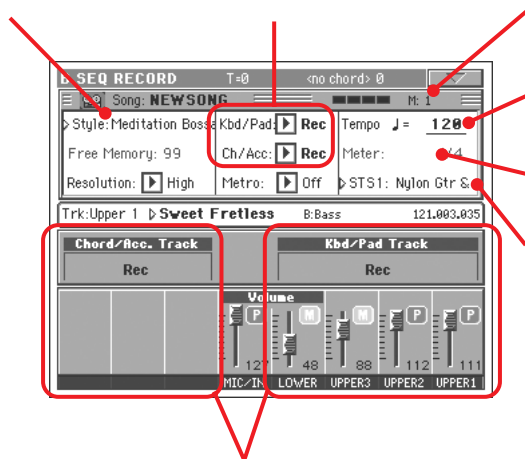 B.SEQ RECORD T=0 <no chord> 0
Song: NEWSONG M: 1
Style: Meditation Bossa Kbd/Pad: Rec Tempo ♩= 120
Free Memory: 99 Ch/Acc: Rec Meter: /4
Resolution: High Metro: Off STS1: Nylon Gtr &
Trk:Upper 1 Sweet Fretless B:Bass 121.003.035
Chord/Acc. Track Kbd/Pad Track
Rec Rec
Volume
P M M P P
127 48 88 112 111
MIC/IN LOWER UPPER3 UPPER2 UPPER1